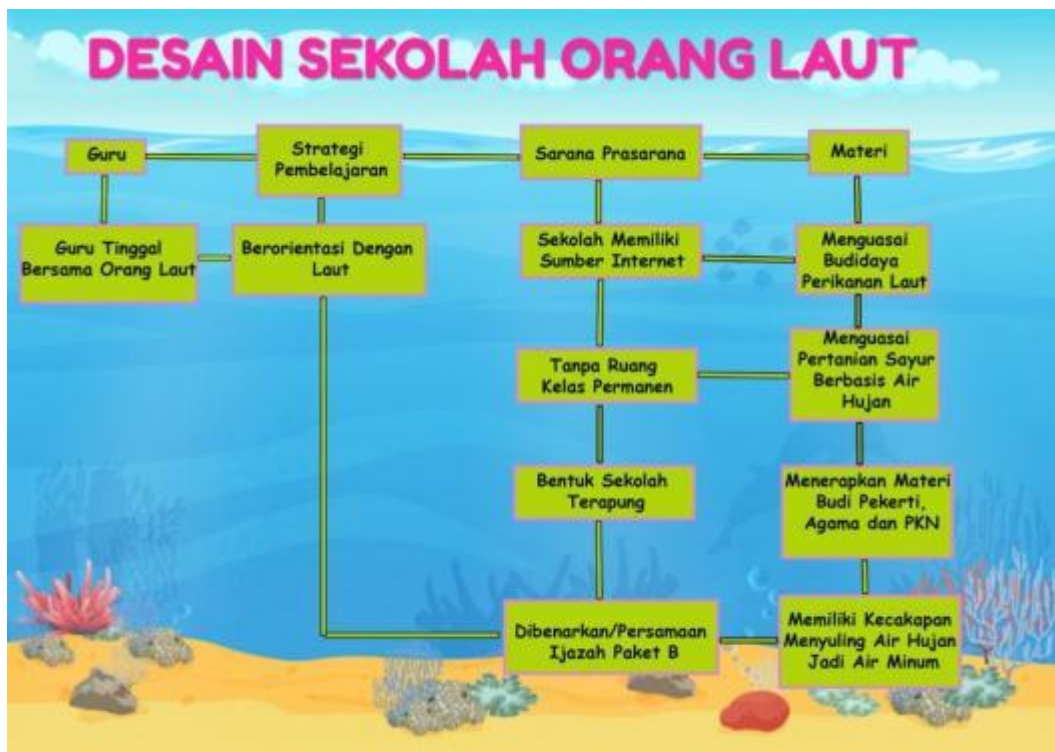 DESAIN SEKOLAH ORANG LAUT
Guru
Strategi
Pembelajaran
Sarana Prasarana
Materi
Guru Tinggal
Bersama Orang Laut
Berorientasi Dengan
Laut
Sekolah Memiliki
Sumber Internet
Menguasai
Budidaya
Perikanan Laut
Tanpa Ruang
Kelas Permanen
Menguasai
Pertanian Sayur
Berbasis Air
Hujan
Bentuk Sekolah
Terapung
Menerapkan Materi
Budi Pekerti,
Agama dan PKN
Dibenarkan/Persamaan
Ijazah Paket B
Memiliki Kecakapan
Menyuling Air Hujan
Jadi Air Minum